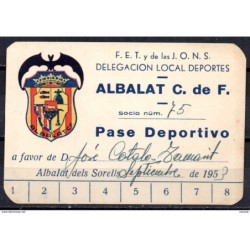 F. E. T. y de las J. O. N. S.
DELEGACION LOCAL DEPORTES
ALBALAT C. de F.
socio núm. 75
Pase Deportivo
a favor de D. José
Albalat dels Sorells Septiembre de 195
1 2 3 4 5 6 7 8